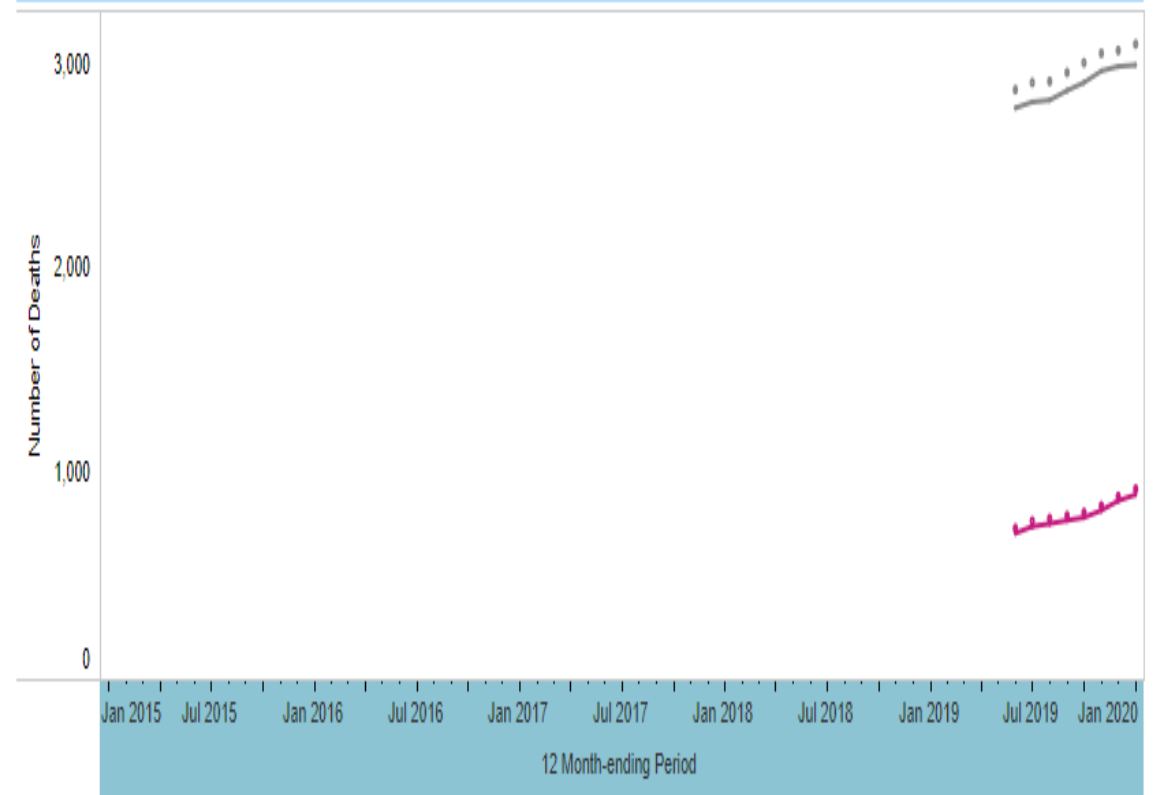 3,000
2,000
1,000
0
Number of Deaths
Jan 2015 Jul 2015 Jan 2016 Jul 2016 Jan 2017 Jul 2017 Jan 2018 Jul 2018 Jan 2019 Jul 2019 Jan 2020
12 Month-ending Period